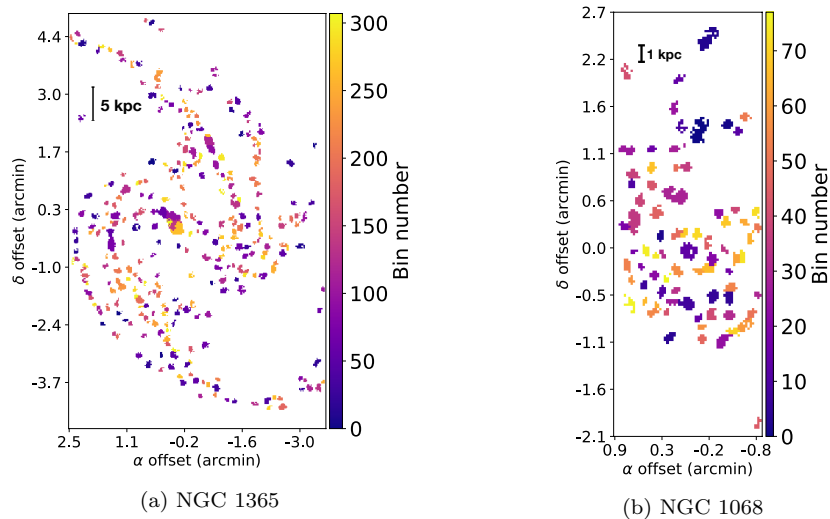 4.4
3.0
1.7
0.3
-1.0
-2.4
-3.7
δ offset (arcmin)
2.5 1.1 -0.2 -1.6 -3.0
α offset (arcmin)
5 kpc
300
250
200
150
100
50
0
Bin number
(a) NGC 1365
2.7
2.2
1.6
1.1
0.6
0.0
-0.5
-1.1
-1.6
-2.1
δ offset (arcmin)
0.9 0.3 -0.2 -0.8
α offset (arcmin)
1 kpc
70
60
50
40
30
20
10
0
Bin number
(b) NGC 1068